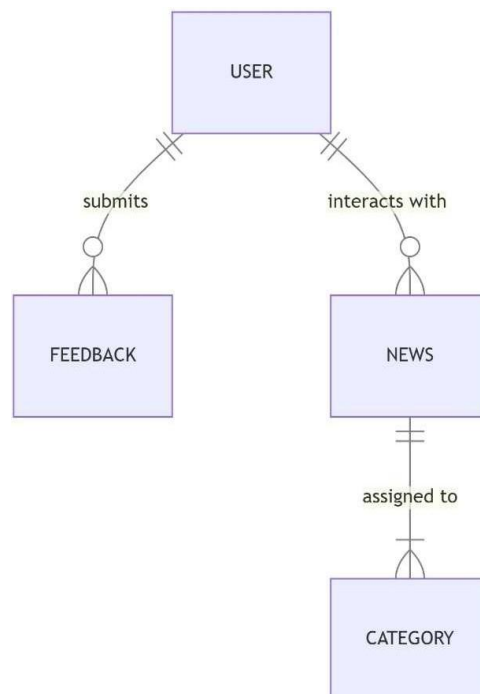 USER
submits
interacts with
FEEDBACK
NEWS
assigned to
CATEGORY